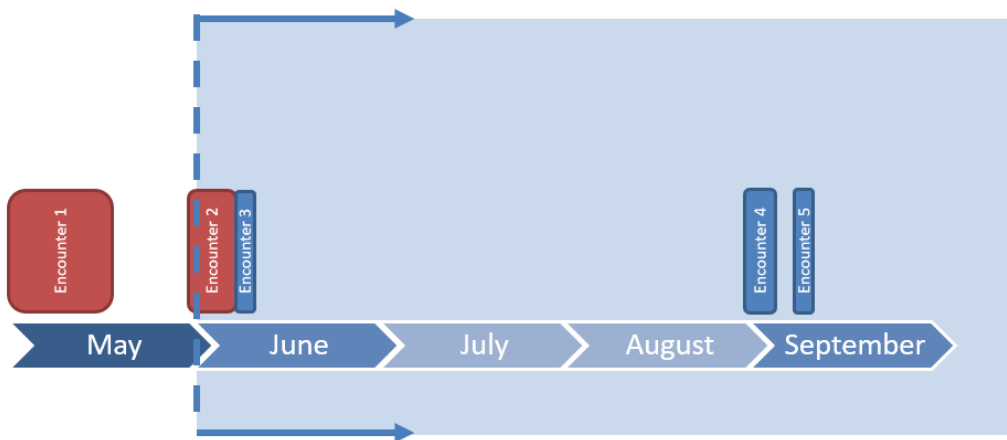 Encounter 1
Encounter 2
Encounter 3
Encounter 4
Encounter 5
May
June
July
August
September